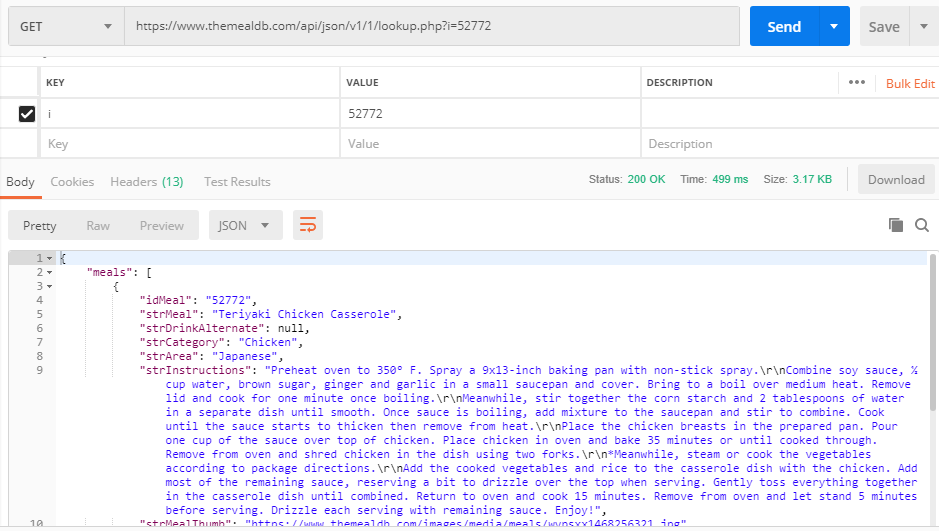 GET https://www.themealdb.com/api/json/v1/1/lookup.php?i=52772 Send Save
KEY VALUE DESCRIPTION ••• Bulk Edit
i 52772
Key Value Description
Body Cookies Headers (13) Test Results Status: 200 OK Time: 499 ms Size: 3.17 KB Download
Pretty Raw Preview JSON
1 {
2 "meals": [
3 {
4 "idMeal": "52772",
5 "strMeal": "Teriyaki Chicken Casserole",
6 "strDrinkAlternate": null,
7 "strCategory": "Chicken",
8 "strArea": "Japanese",
9 "strInstructions": "Preheat oven to 350° F. Spray a 9x13-inch baking pan with non-stick spray.\r\nCombine soy sauce, ½
cup water, brown sugar, ginger and garlic in a small saucepan and cover. Bring to a boil over medium heat. Remove
lid and cook for one minute once boiling.\r\nMeanwhile, stir together the corn starch and 2 tablespoons of water
in a separate dish until smooth. Once sauce is boiling, add mixture to the saucepan and stir to combine. Cook
until the sauce starts to thicken then remove from heat.\r\nPlace the chicken breasts in the prepared pan. Pour
one cup of the sauce over top of chicken. Place chicken in oven and bake 35 minutes or until cooked through.
Remove from oven and shred chicken in the dish using two forks.\r\n*Meanwhile, steam or cook the vegetables
according to package directions.\r\nAdd the cooked vegetables and rice to the casserole dish with the chicken. Add
most of the remaining sauce, reserving a bit to drizzle over the top when serving. Gently toss everything together
in the casserole dish until combined. Return to oven and cook 15 minutes. Remove from oven and let stand 5 minutes
before serving. Drizzle each serving with remaining sauce. Enjoy!",
10 "strMealThumb": "https://www.themealdb.com/images/media/meals/wvpsxx1468256321.jpg"